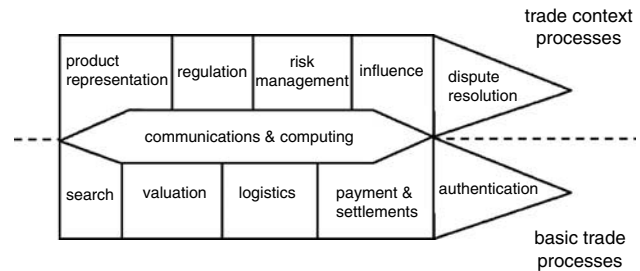 trade context
processes
product
representation
regulation
risk
management
influence
dispute
resolution
communications & computing
search
valuation
logistics
payment &
settlements
authentication
basic trade
processes